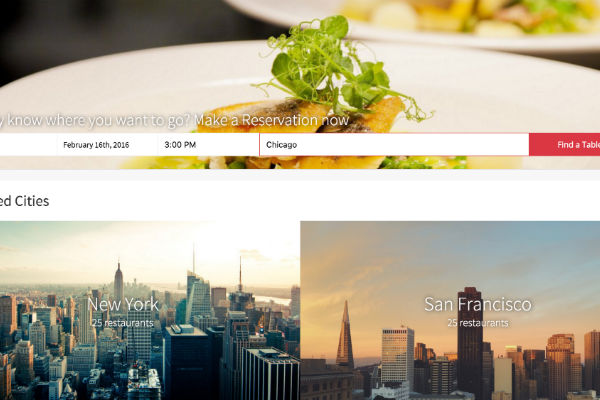 y know where you want to go? Make a Reservation now
February 16th, 2016 3:00 PM Chicago Find a Table
ed Cities
New York
25 restaurants
San Francisco
25 restaurants